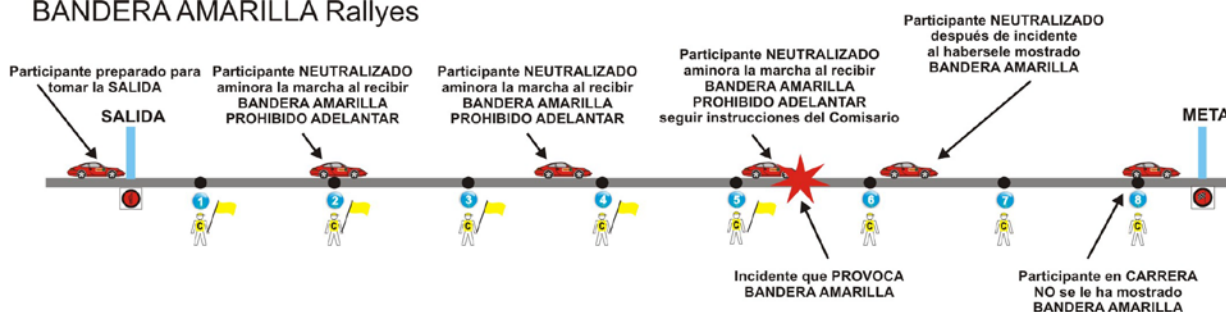 BANDERA AMARILLA Rallyes
Participante preparado para
tomar la SALIDA
SALIDA
Participante NEUTRALIZADO
aminora la marcha al recibir
BANDERA AMARILLA
PROHIBIDO ADELANTAR
Participante NEUTRALIZADO
aminora la marcha al recibir
BANDERA AMARILLA
PROHIBIDO ADELANTAR
Participante NEUTRALIZADO
aminora la marcha al recibir
BANDERA AMARILLA
PROHIBIDO ADELANTAR
seguir instrucciones del Comisario
Participante NEUTRALIZADO
después de incidente
al habersele mostrado
BANDERA AMARILLA
META
1
2
3
4
5
6
7
8
C
C
C
C
C
C
C
C
Incidente que PROVOCA
BANDERA AMARILLA
Participante en CARRERA
NO se le ha mostrado
BANDERA AMARILLA